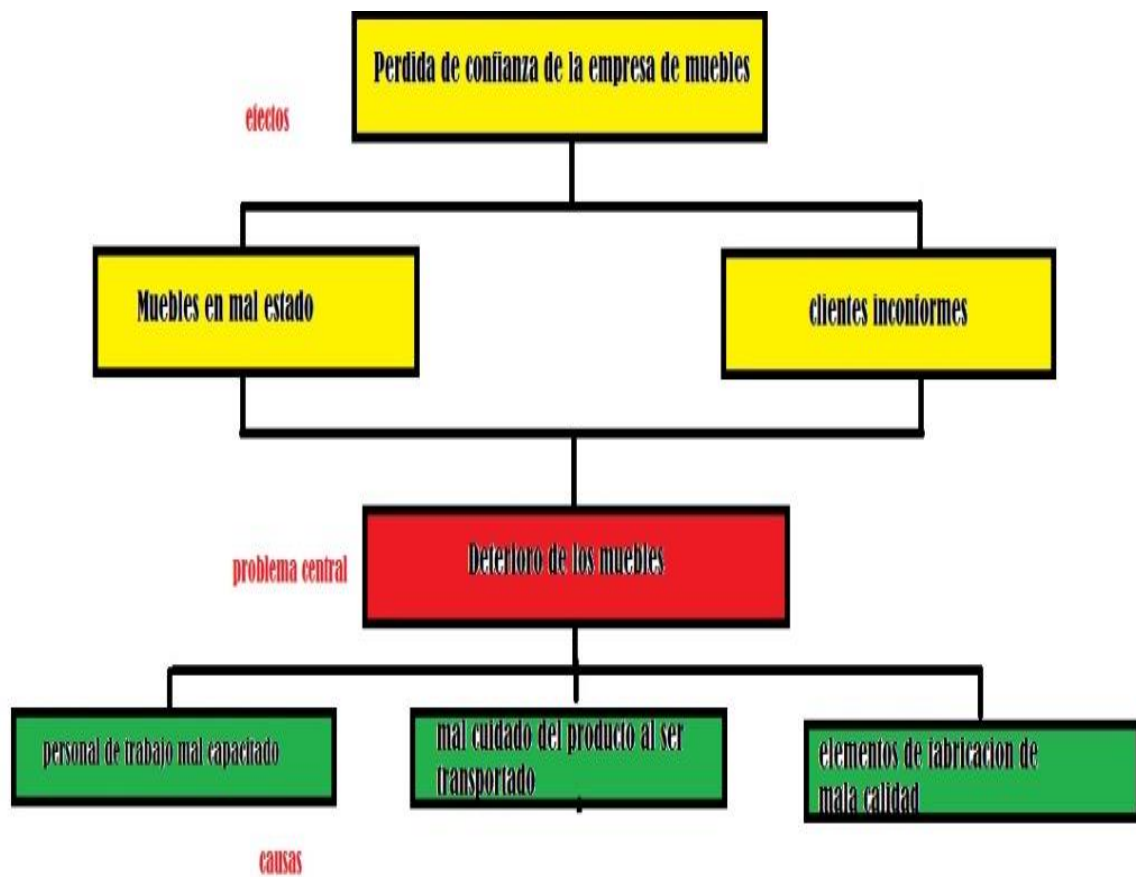 Perdida de confianza de la empresa de muebles
efectos
Muebles en mal estado
clientes inconformes
Deterioro de los muebles
problema central
personal de trabajo mal capacitado
mal cuidado del producto al ser
transportado
elementos de fabricacion de
mala calidad
causas